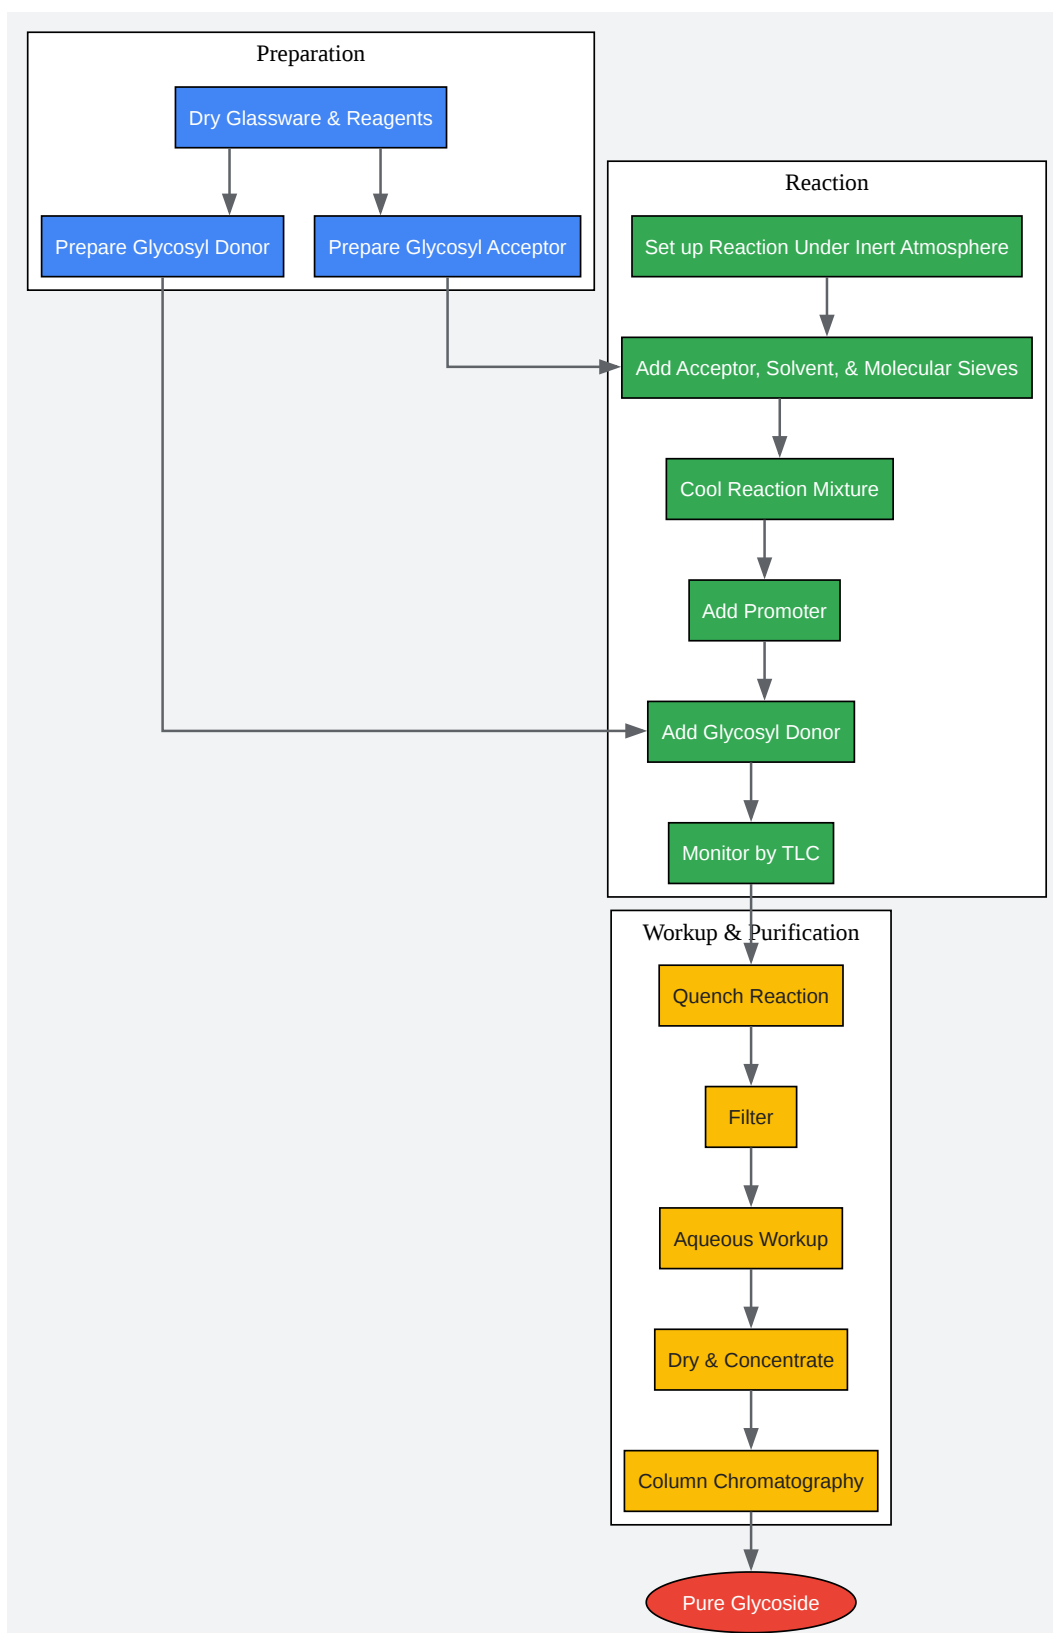 Preparation
Dry Glassware & Reagents
Prepare Glycosyl Donor
Prepare Glycosyl Acceptor
Reaction
Set up Reaction Under Inert Atmosphere
Add Acceptor, Solvent, & Molecular Sieves
Cool Reaction Mixture
Add Promoter
Add Glycosyl Donor
Monitor by TLC
Workup & Purification
Quench Reaction
Filter
Aqueous Workup
Dry & Concentrate
Column Chromatography
Pure Glycoside